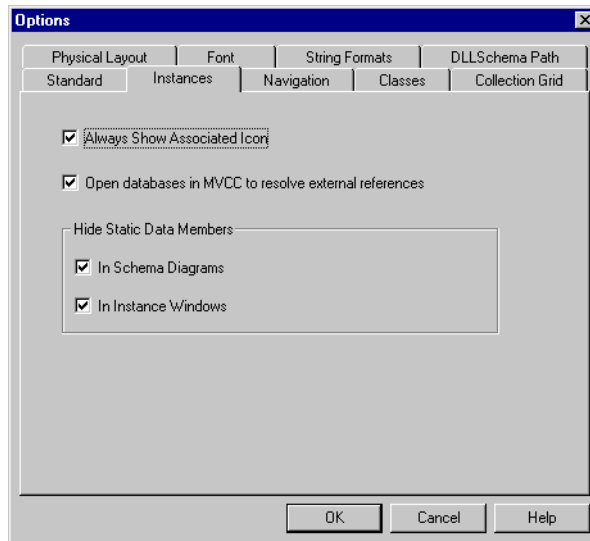 Options
Physical Layout Font String Formats DLLSchema Path
Standard Instances Navigation Classes Collection Grid
Always Show Associated Icon
Open databases in MVCC to resolve external references
Hide Static Data Members
In Schema Diagrams
In Instance Windows
OK Cancel Help